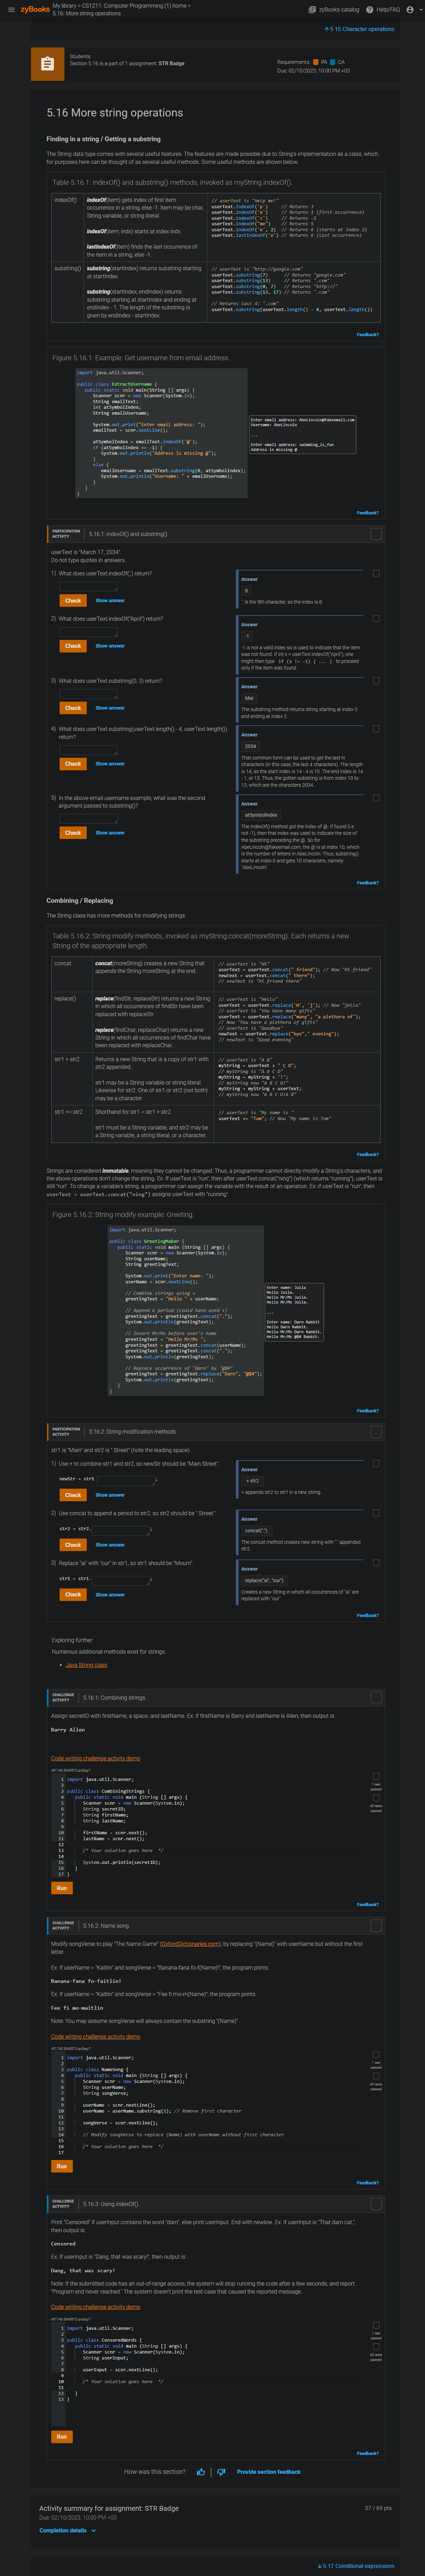 zyBooks
My library > CS1211: Computer Programming (1) home >
5.16: More string operations
zyBooks catalog
Help/FAQ
5.15 Character operations
Students:
Section 5.16 is a part of 1 assignment: STR Badge
Requirements: PA CA
Due: 02/10/2023, 10:00 PM +03
5.16 More string operations
Finding in a string / Getting a substring
The String data type comes with several useful features. The features are made possible due to String's implementation as a class, which
for purposes here can just be thought of as several useful methods. Some useful methods are shown below.
Table 5.16.1: indexOf() and substring() methods, invoked as myString.indexOf().
indexOf()
indexOf(item) gets index of first item
occurrence in a string, else -1. Item may be char,
String variable, or string literal.
indexOf(item, indx) starts at index indx.
lastIndexOf(item) finds the last occurrence of
the item in a string, else -1.
// userText is "Help me!"
userText.indexOf('p') // Returns 3
userText.indexOf('e') // Returns 1 (first occurrence)
userText.indexOf('z') // Returns -1
userText.indexOf("me") // Returns 5
userText.indexOf('e', 2) // Returns 6 (starts at index 2)
userText.lastIndexOf('e') // Returns 6 (last occurrence)
substring()
substring(startIndex) returns substring starting
at startIndex.
substring(startIndex, endIndex) returns
substring starting at startIndex and ending at
endIndex - 1. The length of the substring is
given by endIndex - startIndex.
// userText is "http://google.com"
userText.substring(7) // Returns "google.com"
userText.substring(13) // Returns ".com"
userText.substring(0, 7) // Returns "http://"
userText.substring(13, 17) // Returns ".com"
// Returns last 4: ".com"
userText.substring(userText.length() - 4, userText.length())
Feedback?
Figure 5.16.1: Example: Get username from email address.
import java.util.Scanner;
public class ExtractUsername {
public static void main(String [] args) {
Scanner scnr = new Scanner(System.in);
String emailText;
int atSymbolIndex;
String emailUsername;
System.out.print("Enter email address: ");
emailText = scnr.nextLine();
atSymbolIndex = emailText.indexOf('@');
if (atSymbolIndex == -1) {
System.out.println("Address is missing @");
}
else {
emailUsername = emailText.substring(0, atSymbolIndex);
System.out.println("Username: " + emailUsername);
}
}
}
Enter email address: AbeLincoln@fakeemail.com
Username: AbeLincoln
...
Enter email address: swimming_is_fun
Address is missing @
Feedback?
PARTICIPATION
ACTIVITY
5.16.1: indexOf() and substring().
userText is "March 17, 2034".
Do not type quotes in answers.
1) What does userText.indexOf(',') return?
Check
Show answer
Answer
8
',' is the 9th character, so the index is 8.
2) What does userText.indexOf("April") return?
Check
Show answer
Answer
-1
-1 is not a valid index so is used to indicate that the item
was not found. If int x = userText.indexOf("April"), one
might then type if (x != -1) { ... } to proceed
only if the item was found.
3) What does userText.substring(0, 3) return?
Check
Show answer
Answer
Mar
The substring method returns string starting at index 0
and ending at index 2.
4) What does userText.substring(userText.length() - 4, userText.length())
return?
Check
Show answer
Answer
2034
That common form can be used to get the last N
characters (in this case, the last 4 characters). The length
is 14, so the start index is 14 - 4 is 10. The end index is 14
- 1, or 13. Thus, the gotten substring is from index 10 to
13, which are the characters 2034.
5) In the above email username example, what was the second
argument passed to substring()?
Check
Show answer
Answer
atSymbolIndex
The indexOf() method got the index of @. If found (i.e.
not -1), then that index was used to indicate the size of
the substring preceding the @. So for
AbeLincoln@fakeemail.com, the @ is at index 10, which
is the number of letters in AbeLincoln. Thus, substring()
starts at index 0 and gets 10 characters, namely
"AbeLincoln".
Feedback?
Combining / Replacing
The String class has more methods for modifying strings.
Table 5.16.2: String modify methods, invoked as myString.concat(moreString). Each returns a new
String of the appropriate length.
concat
concat(moreString) creates a new String that
appends the String moreString at the end.
// userText is "Hi"
userText = userText.concat(" friend"); // Now "Hi friend"
newText = userText.concat(" there");
// newText is "Hi friend there"
replace()
replace(findStr, replaceStr) returns a new String
in which all occurrences of findStr have been
replaced with replaceStr.
replace(findChar, replaceChar) returns a new
String in which all occurrences of findChar have
been replaced with replaceChar.
// userText is "Hello"
userText = userText.replace('H', 'j'); // Now "jello"
// userText is "You have many gifts"
userText = userText.replace("many", "a plethora of");
// Now "You have a plethora of gifts"
// userText is "Goodbye"
newText = userText.replace("bye"," evening");
// newText is "Good evening"
str1 + str2
Returns a new String that is a copy of str1 with
str2 appended.
str1 may be a String variable or string literal.
Likewise for str2. One of str1 or str2 (not both)
may be a character.
// userText is "A B"
myString = userText + " C D";
// myString is "A B C D"
myString = myString + '!';
// myString now "A B C D!"
myString = myString + userText;
// myString now "A B C D!A B"
str1 += str2
Shorthand for str1 = str1 + str2.
str1 must be a String variable, and str2 may be
a String variable, a string literal, or a character.
// userText is "My name is "
userText += "Tom"; // Now "My name is Tom"
Feedback?
Strings are considered immutable, meaning they cannot be changed. Thus, a programmer cannot directly modify a String's characters, and
the above operations don't change the string. Ex: If userText is "run", then after userText.concat("ning") (which returns "running"), userText is
still "run". To change a variable's string, a programmer can assign the variable with the result of an operation. Ex: if userText is "run", then
userText = userText.concat("ning") assigns userText with "running".
Figure 5.16.2: String modify example: Greeting.
import java.util.Scanner;
public class GreetingMaker {
public static void main (String [] args) {
Scanner scnr = new Scanner(System.in);
String userName;
String greetingText;
System.out.print("Enter name: ");
userName = scnr.nextLine();
// Combine strings using +
greetingText = "Hello " + userName;
// Append a period (could have used +)
greetingText = greetingText.concat(".");
System.out.println(greetingText);
// Insert Mr/Ms before user's name
greetingText = "Hello Mr/Ms ";
greetingText = greetingText.concat(userName);
greetingText = greetingText.concat(".");
System.out.println(greetingText);
// Replace occurrence of "Darn" by "@$#"
greetingText = greetingText.replace("Darn", "@$#");
System.out.println(greetingText);
}
}
Enter name: Julia
Hello Julia.
Hello Mr/Ms Julia.
Hello Mr/Ms Julia.
...
Enter name: Darn Rabbit
Hello Darn Rabbit.
Hello Mr/Ms Darn Rabbit.
Hello Mr/Ms @$# Rabbit.
Feedback?
PARTICIPATION
ACTIVITY
5.16.2: String modification methods.
str1 is "Main" and str2 is " Street" (note the leading space).
1) Use + to combine str1 and str2, so newStr should be "Main Street".
newStr = str1 ;
Check
Show answer
Answer
+ str2
+ appends str2 to str1 in a new string.
2) Use concat to append a period to str2, so str2 should be " Street."
str2 = str2. ;
Check
Show answer
Answer
concat(".")
The concat method creates new string with "." appended
str2.
3) Replace "ai" with "our" in str1, so str1 should be "Mourn".
str1 = str1. ;
Check
Show answer
Answer
replace("ai", "our")
Creates a new String in which all occurrences of "ai" are
replaced with "our".
Feedback?
Exploring further:
Numerous additional methods exist for strings.
• Java String class
CHALLENGE
ACTIVITY
5.16.1: Combining strings.
Assign secretID with firstName, a space, and lastName. Ex: If firstName is Barry and lastName is Allen, then output is:
Barry Allen
Code writing challenge activity demo
1 import java.util.Scanner;
2
3 public class CombiningStrings {
4 public static void main (String [] args) {
5 Scanner scnr = new Scanner(System.in);
6 String secretID;
7 String firstName;
8 String lastName;
9
10 firstName = scnr.next();
11 lastName = scnr.next();
12
13 /* Your solution goes here */
14
15 System.out.println(secretID);
16 }
17 }
1 test
passed
All tests
passed
Run
Feedback?
CHALLENGE
ACTIVITY
5.16.2: Name song.
Modify songVerse to play "The Name Game" (OxfordDictionaries.com), by replacing "(Name)" with userName but without the first
letter.
Ex: If userName = "Kaitlin" and songVerse = "Banana-fana fo-f(Name)!", the program prints:
Banana-fana fo-faitlin!
Ex: If userName = "Kaitlin" and songVerse = "Fee fi mo-m(Name)", the program prints:
Fee fi mo-maitlin
Note: You may assume songVerse will always contain the substring "(Name)".
Code writing challenge activity demo
1 import java.util.Scanner;
2
3 public class NameSong {
4 public static void main (String [] args) {
5 Scanner scnr = new Scanner(System.in);
6 String userName;
7 String songVerse;
8
9 userName = scnr.nextLine();
10 userName = userName.substring(1); // Remove first character
11
12 songVerse = scnr.nextLine();
13
14 // Modify songVerse to replace (Name) with userName without first character
15
16 /* Your solution goes here */
17
1 test
passed
All tests
passed
Run
Feedback?
CHALLENGE
ACTIVITY
5.16.3: Using indexOf().
Print "Censored" if userInput contains the word "darn", else print userInput. End with newline. Ex: If userInput is "That darn cat.",
then output is:
Censored
Ex: If userInput is "Dang, that was scary!", then output is:
Dang, that was scary!
Note: If the submitted code has an out-of-range access, the system will stop running the code after a few seconds, and report
"Program end never reached." The system doesn't print the test case that caused the reported message.
Code writing challenge activity demo
1 import java.util.Scanner;
2
3 public class CensoredWords {
4 public static void main (String [] args) {
5 Scanner scnr = new Scanner(System.in);
6 String userInput;
7
8 userInput = scnr.nextLine();
9
10 /* Your solution goes here */
11
12 }
13 }
1 test
passed
All tests
passed
Run
Feedback?
How was this section?
Provide section feedback
Activity summary for assignment: STR Badge
27 / 69 pts
Due: 02/10/2023, 10:00 PM +03
Completion details
5.17 Conditional expressions